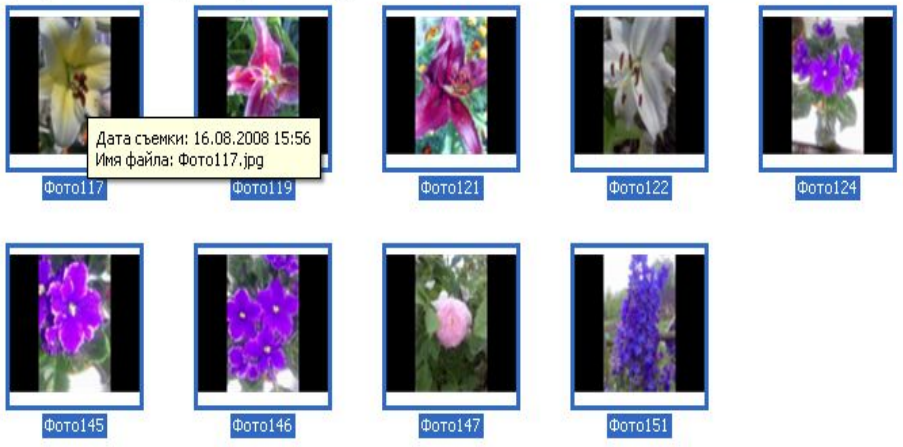 Дата съемки: 16.08.2008 15:56
Имя файла: Фото117.jpg
Фото117
Фото119
Фото121
Фото122
Фото124
Фото145
Фото146
Фото147
Фото151